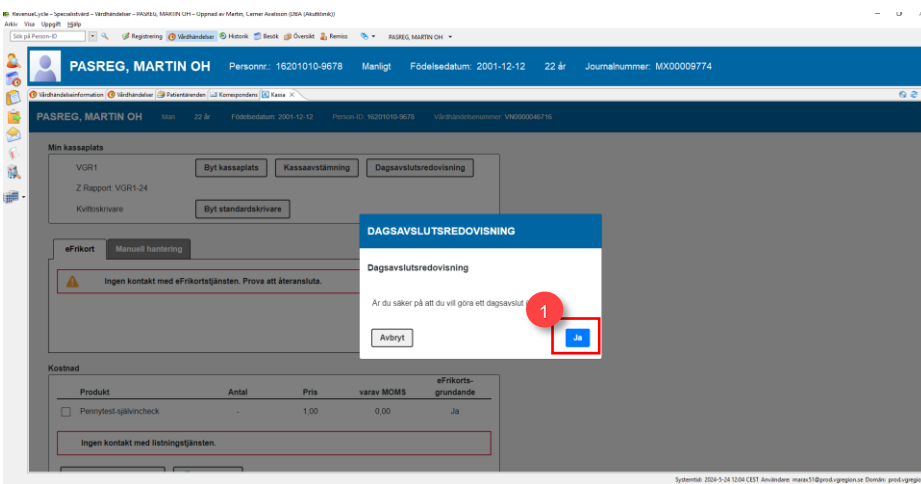 RevenueCycle – Specialistvård – Vårdhändelser – PASREG, MARTIN OH – Öppnad av Martin, Cerner Axelsson (DBA (Akutklinik))
Arkiv Visa Uppgift Hjälp
Sök på Person-ID Registrering Vårdhändelser Historik Besök Översikt Remiss PASREG, MARTIN OH
PASREG, MARTIN OH Personnr.: 16201010-9678 Manligt Födelsedatum: 2001-12-12 22 år Journalnummer: MX00009774
Vårdhändelseinformation Vårdhändelser Patientärenden Korrespondens Kassa
PASREG, MARTIN OH Man 22 år Födelsedatum: 2001-12-12 Person-ID: 16201010-9678 Vårdhändelsenummer: VN0000046716
Min kassaplats
VGR1 Byt kassaplats Kassaavstämning Dagsavslutsredovisning
Z Rapport: VGR1-24
Kvittoskrivare Byt standardskrivare
DAGSAVSLUTSREDOVISNING
eFrikort Manuell hantering
Dagsavslutsredovisning
Ingen kontakt med eFrikortstjänsten. Prova att återansluta.
Är du säker på att du vill göra ett dagsavslut
1
Avbryt Ja
Kostnad
Produkt Antal Pris varav MOMS eFrikorts-
grundande
Pennytest-självincheck - 1,00 0,00 Ja
Ingen kontakt med listningstjänsten.
Systemtid: 2024-5-24 12:04 CEST Användare: marax51@prod.vgregion.se Domän: prod.vgregio